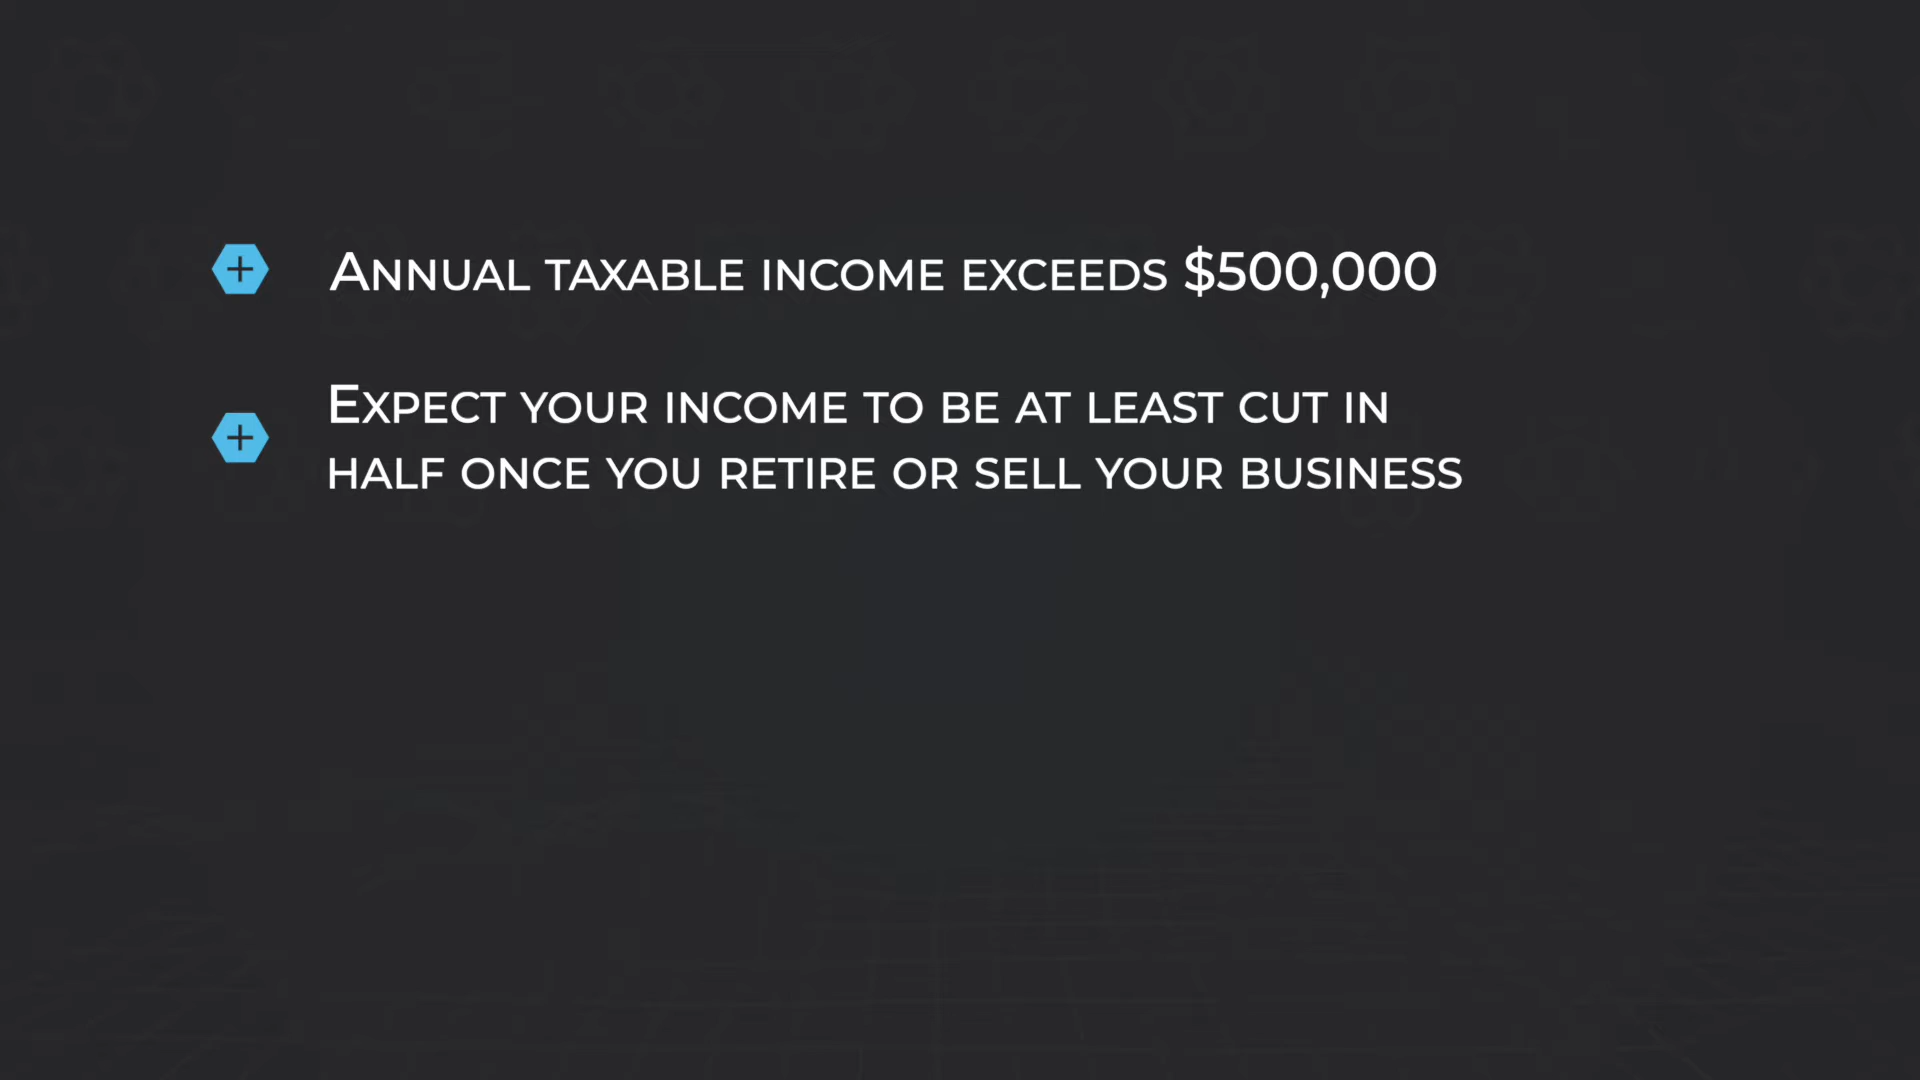 Annual taxable income exceeds $500,000
Expect your income to be at least cut in
half once you retire or sell your business